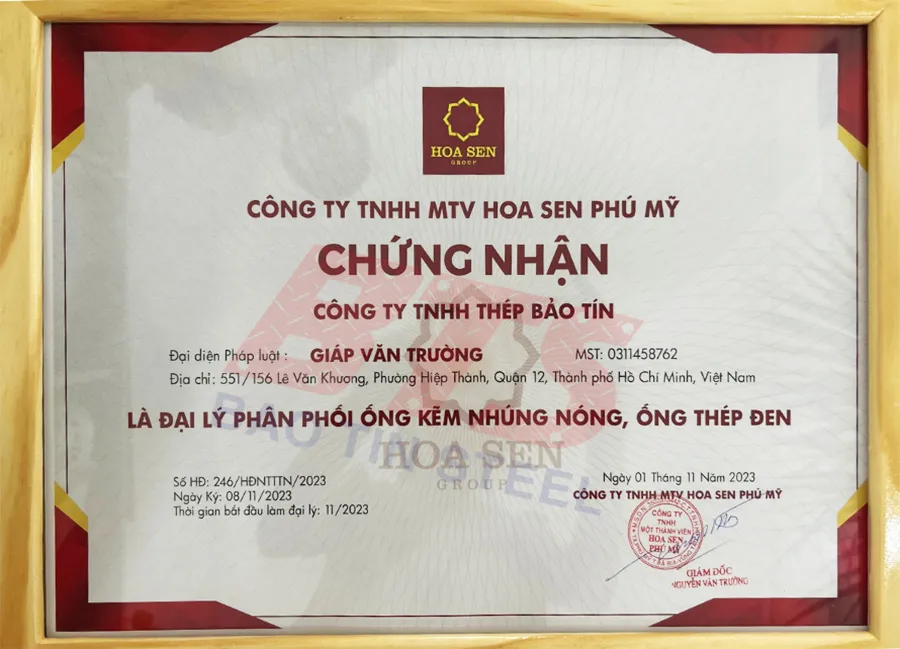 HOA SEN
GROUP
CÔNG TY TNHH MTV HOA SEN PHÚ MỸ
CHỨNG NHẬN
BTS
CÔNG TY TNHH THÉP BẢO TÍN
Đại diện Pháp luật : GIÁP VĂN TRƯỜNG MST: 0311458762
Địa chỉ: 551/156 Lê Văn Khương, Phường Hiệp Thành, Quận 12, Thành phố Hồ Chí Minh, Việt Nam
LÀ ĐẠI LÝ PHÂN PHỐI ỐNG KẼM NHÚNG NÓNG, ỐNG THÉP ĐEN
BAO TIN STEEL
HOA SEN
GROUP
Số HĐ: 246/HĐNTTTN/2023
Ngày Ký: 08/11/2023
Thời gian bắt đầu làm đại lý: 11/2023
Ngày 01 Tháng 11 Năm 2023
CÔNG TY TNHH MTV HOA SEN PHÚ MỸ
CÔNG TY
TNHH
MỘT THÀNH VIÊN
HOA SEN
PHÚ MỸ
GIÁM ĐỐC
NGUYỄN VĂN TRƯỜNG